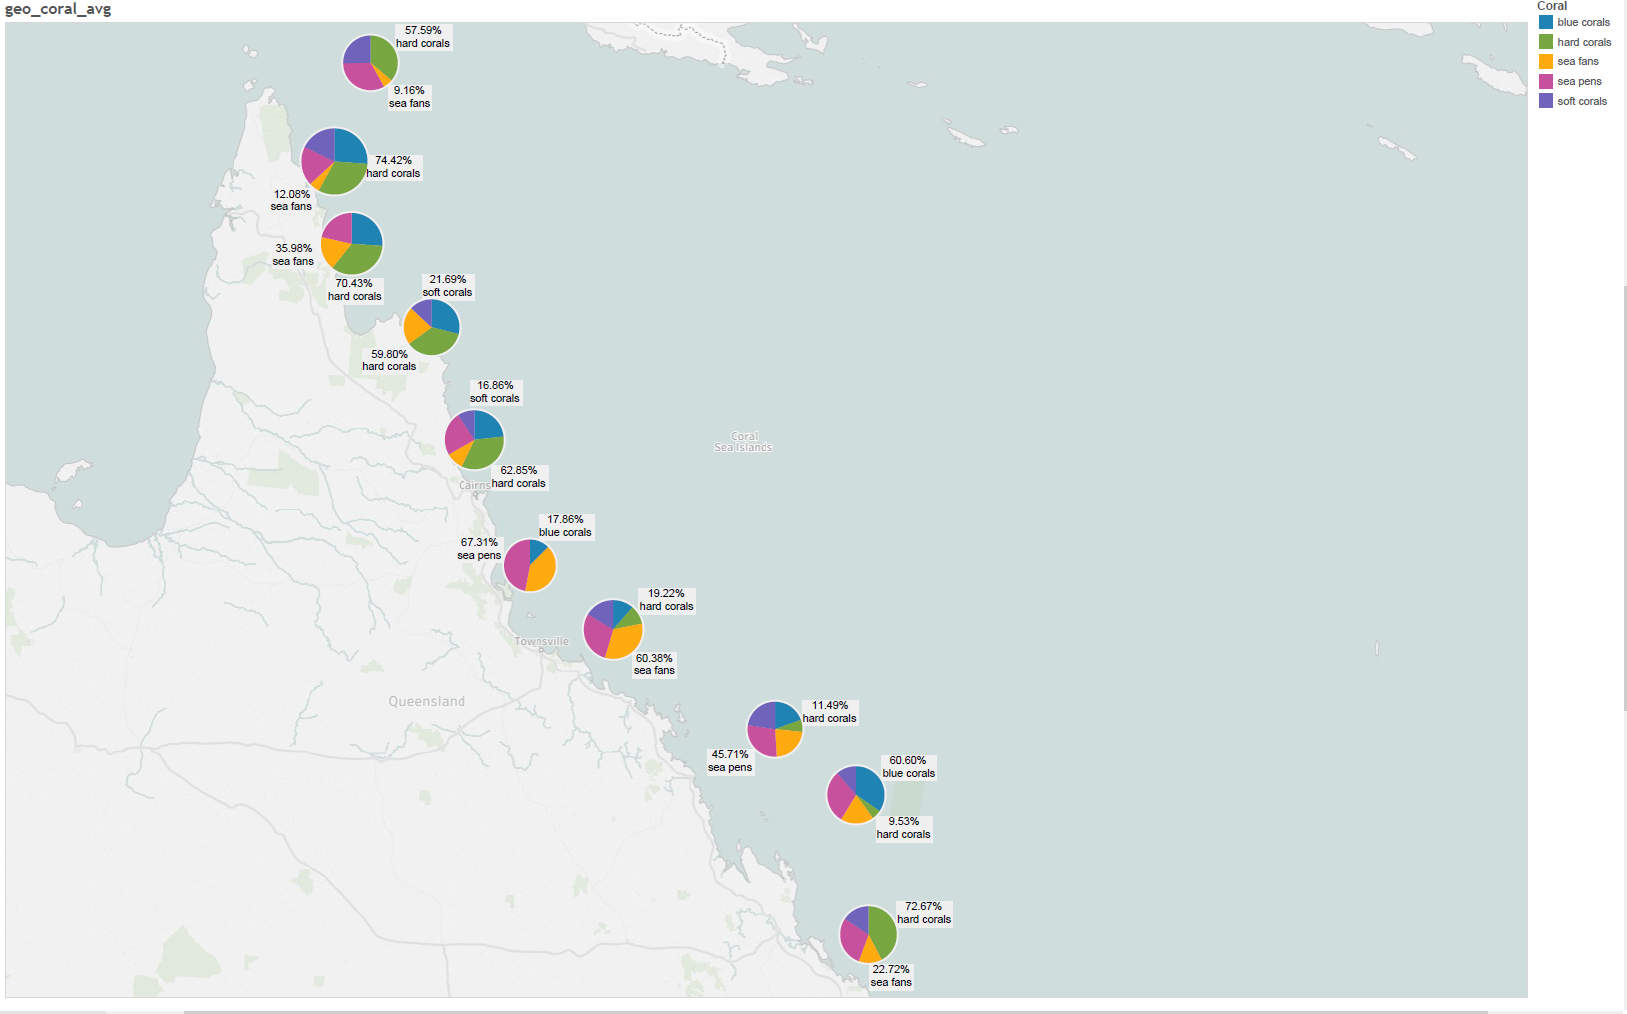 geo_coral_avg
Coral
blue corals
hard corals
sea fans
sea pens
soft corals
57.59%
hard corals
9.16%
sea fans
74.42%
hard corals
12.08%
sea fans
35.98%
sea fans
70.43%
hard corals
21.69%
soft corals
59.80%
hard corals
16.86%
soft corals
62.85%
hard corals
Coral
Sea Islands
Cairns
17.86%
blue corals
67.31%
sea pens
19.22%
hard corals
60.38%
sea fans
Townsville
Queensland
11.49%
hard corals
45.71%
sea pens
60.60%
blue corals
9.53%
hard corals
72.67%
hard corals
22.72%
sea fans